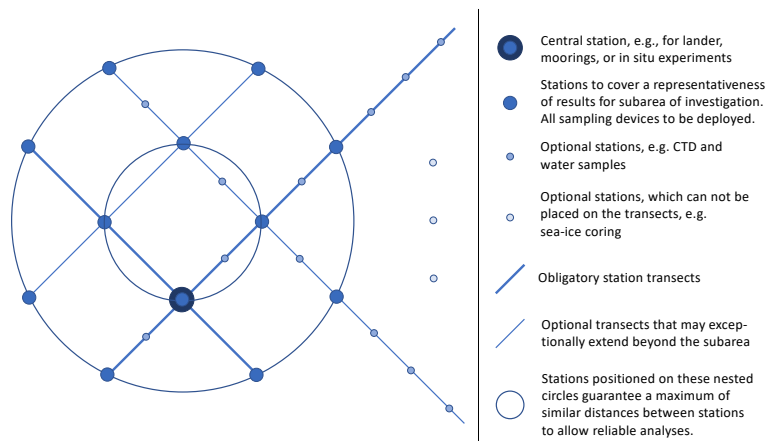 Central station, e.g., for lander,
moorings, or in situ experiments
Stations to cover a representativeness
of results for subarea of investigation.
All sampling devices to be deployed.
Optional stations, e.g. CTD and
water samples
Optional stations, which can not be
placed on the transects, e.g.
sea-ice coring
Obligatory station transects
Optional transects that may excep-
tionally extend beyond the subarea
Stations positioned on these nested
circles guarantee a maximum of
similar distances between stations
to allow reliable analyses.